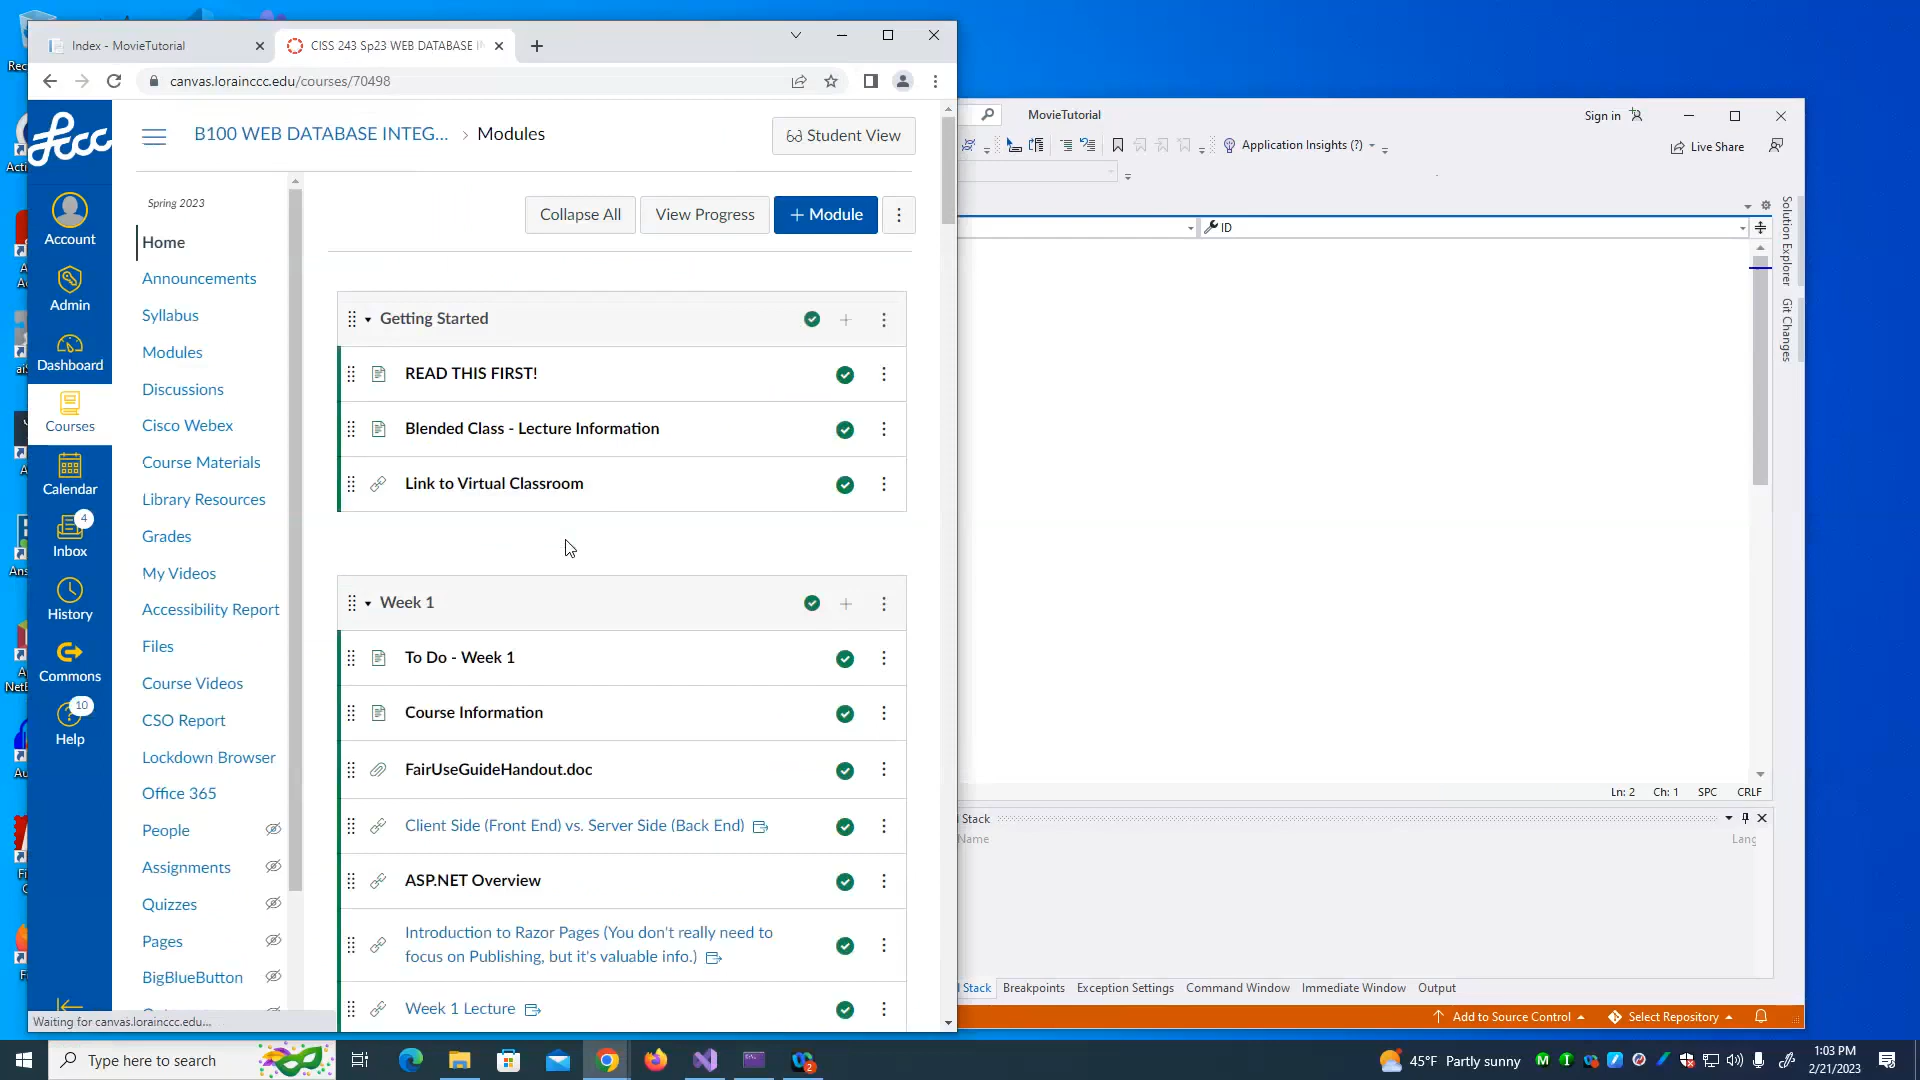 Index - MovieTutorial
CISS 243 Sp23 WEB DATABASE
canvas.lorainccc.edu/courses/70498
lccc
B100 WEB DATABASE INTEG... > Modules
Student View
Spring 2023
Collapse All
View Progress
+ Module
Account
Admin
Dashboard
Courses
Calendar
4
Inbox
History
Commons
10
Help
Home
Announcements
Syllabus
Modules
Discussions
Cisco Webex
Course Materials
Library Resources
Grades
My Videos
Accessibility Report
Files
Course Videos
CSO Report
Lockdown Browser
Office 365
People
Assignments
Quizzes
Pages
BigBlueButton
Getting Started
READ THIS FIRST!
Blended Class - Lecture Information
Link to Virtual Classroom
Week 1
To Do - Week 1
Course Information
FairUseGuideHandout.doc
Client Side (Front End) vs. Server Side (Back End)
ASP.NET Overview
Introduction to Razor Pages (You don't really need to
focus on Publishing, but it's valuable info.)
Week 1 Lecture
Waiting for canvas.lorainccc.edu...
MovieTutorial
Sign in
Application Insights (?)
Live Share
ID
Solution Explorer
Git Changes
Ln: 2 Ch: 1 SPC CRLF
Stack
Name
Lang
Stack Breakpoints Exception Settings Command Window Immediate Window Output
Add to Source Control
Select Repository
Type here to search
2
45°F Partly sunny
1:03 PM
2/21/2023